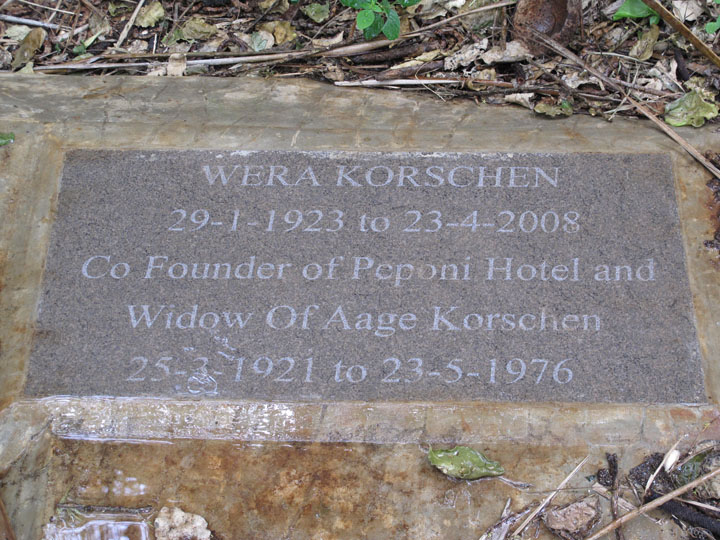 WERA KORSCHEN
29-1-1923 to 23-4-2008
Co Founder of Peponi Hotel and
Widow Of Aage Korschen
25-3-1921 to 23-5-1976